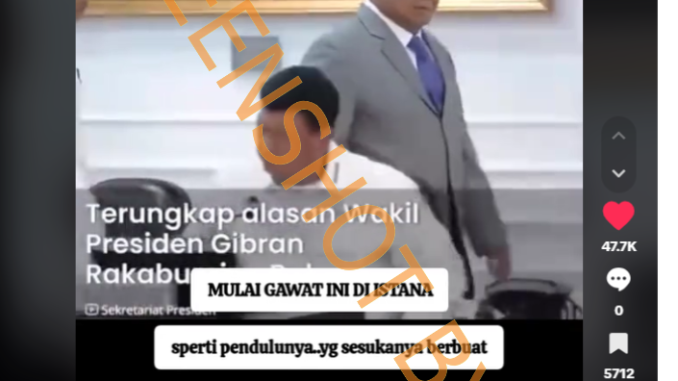 Terungkap alasan Wakil
Presiden Gibran
MULAI GAWAT INI DI ISTANA
Sekretariat Presiden
sperti pendulunya..yg sesukanya berbuat
47.7K
0
5712